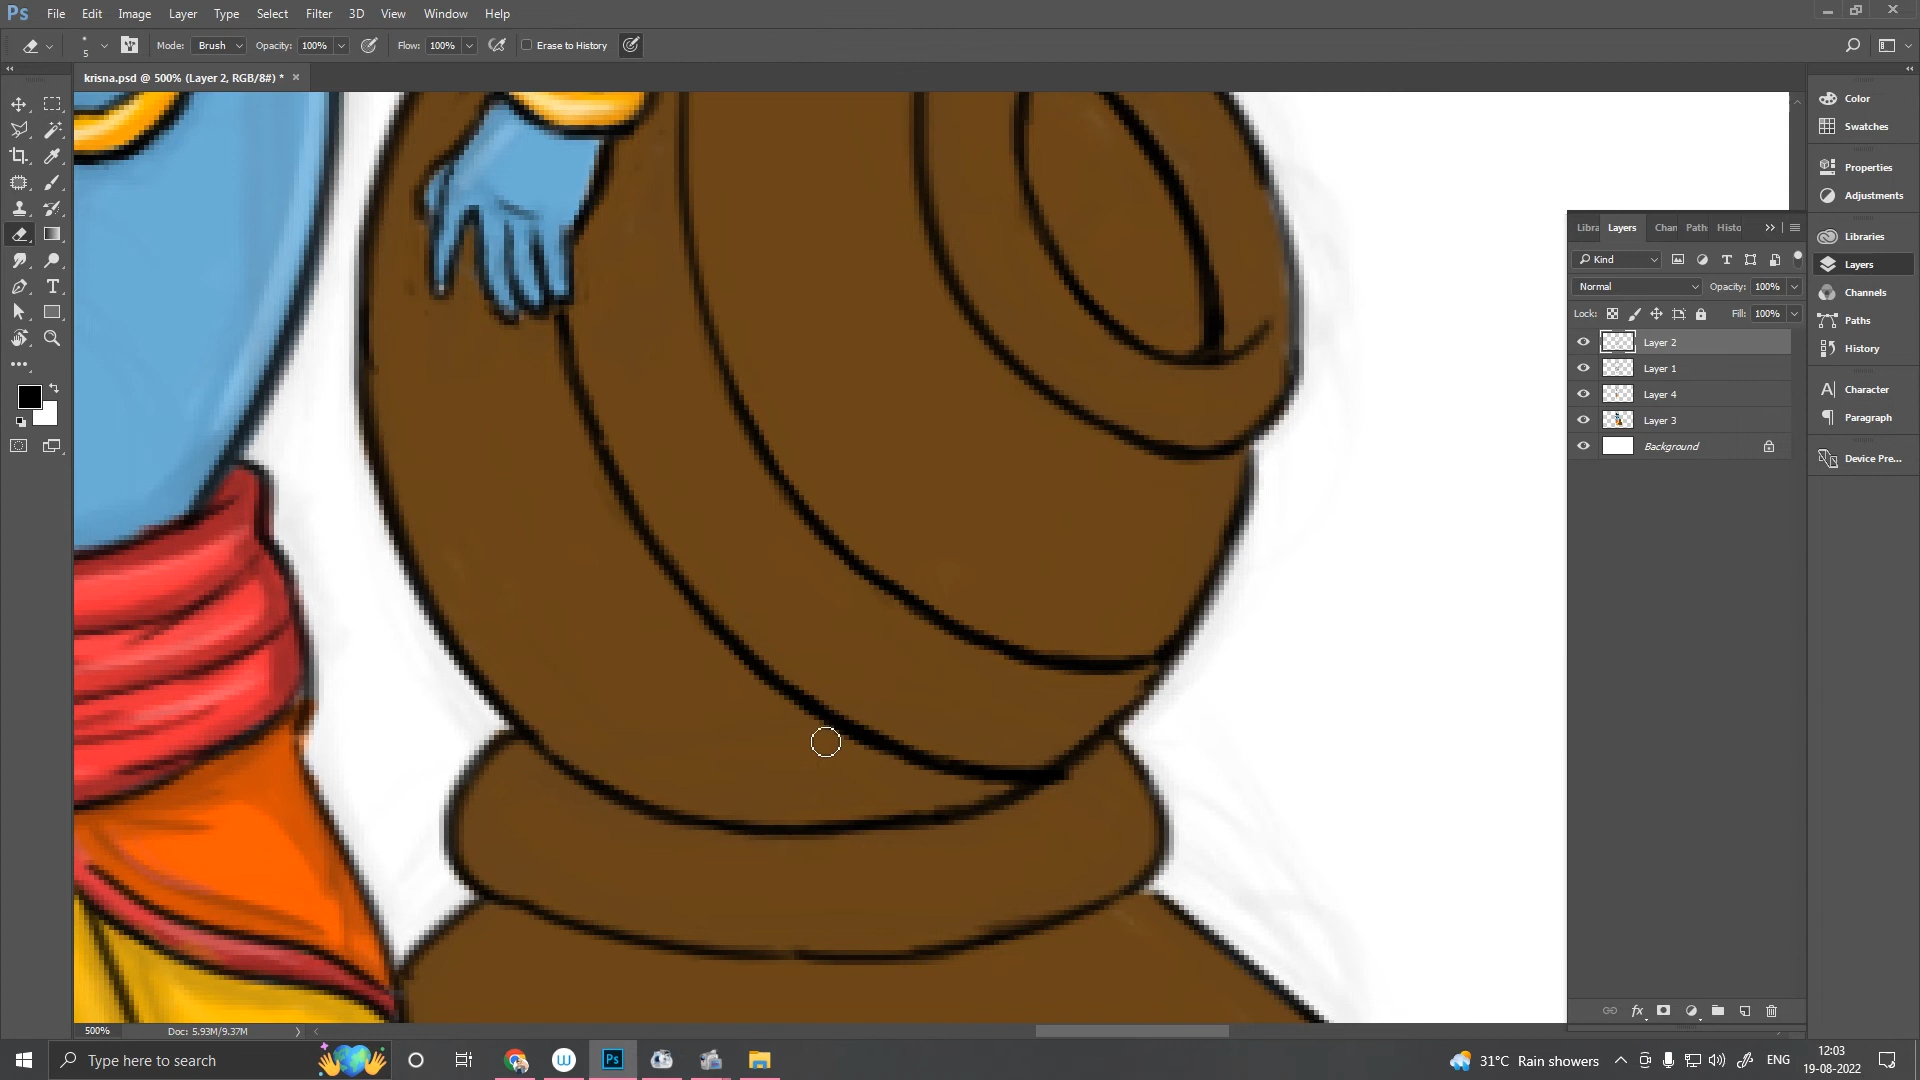 Ps File Edit Image Layer Type Select Filter 3D View Window Help
5 Mode: Brush Opacity: 100% Flow: 100% Erase to History
krisna.psd @ 500% (Layer 2, RGB/8#) * ×
Color
Swatches
Properties
Adjustments
Libraries
Layers
Channels
Paths
History
Character
Paragraph
Device Pre...
Libra Layers Chan Paths Histo
Kind
Normal Opacity: 100%
Lock: Fill: 100%
Layer 2
Layer 1
Layer 4
Layer 3
Background
500% Doc: 5.93M/9.37M
Type here to search
W Ps
31°C Rain showers ENG 12:03
19-08-2022